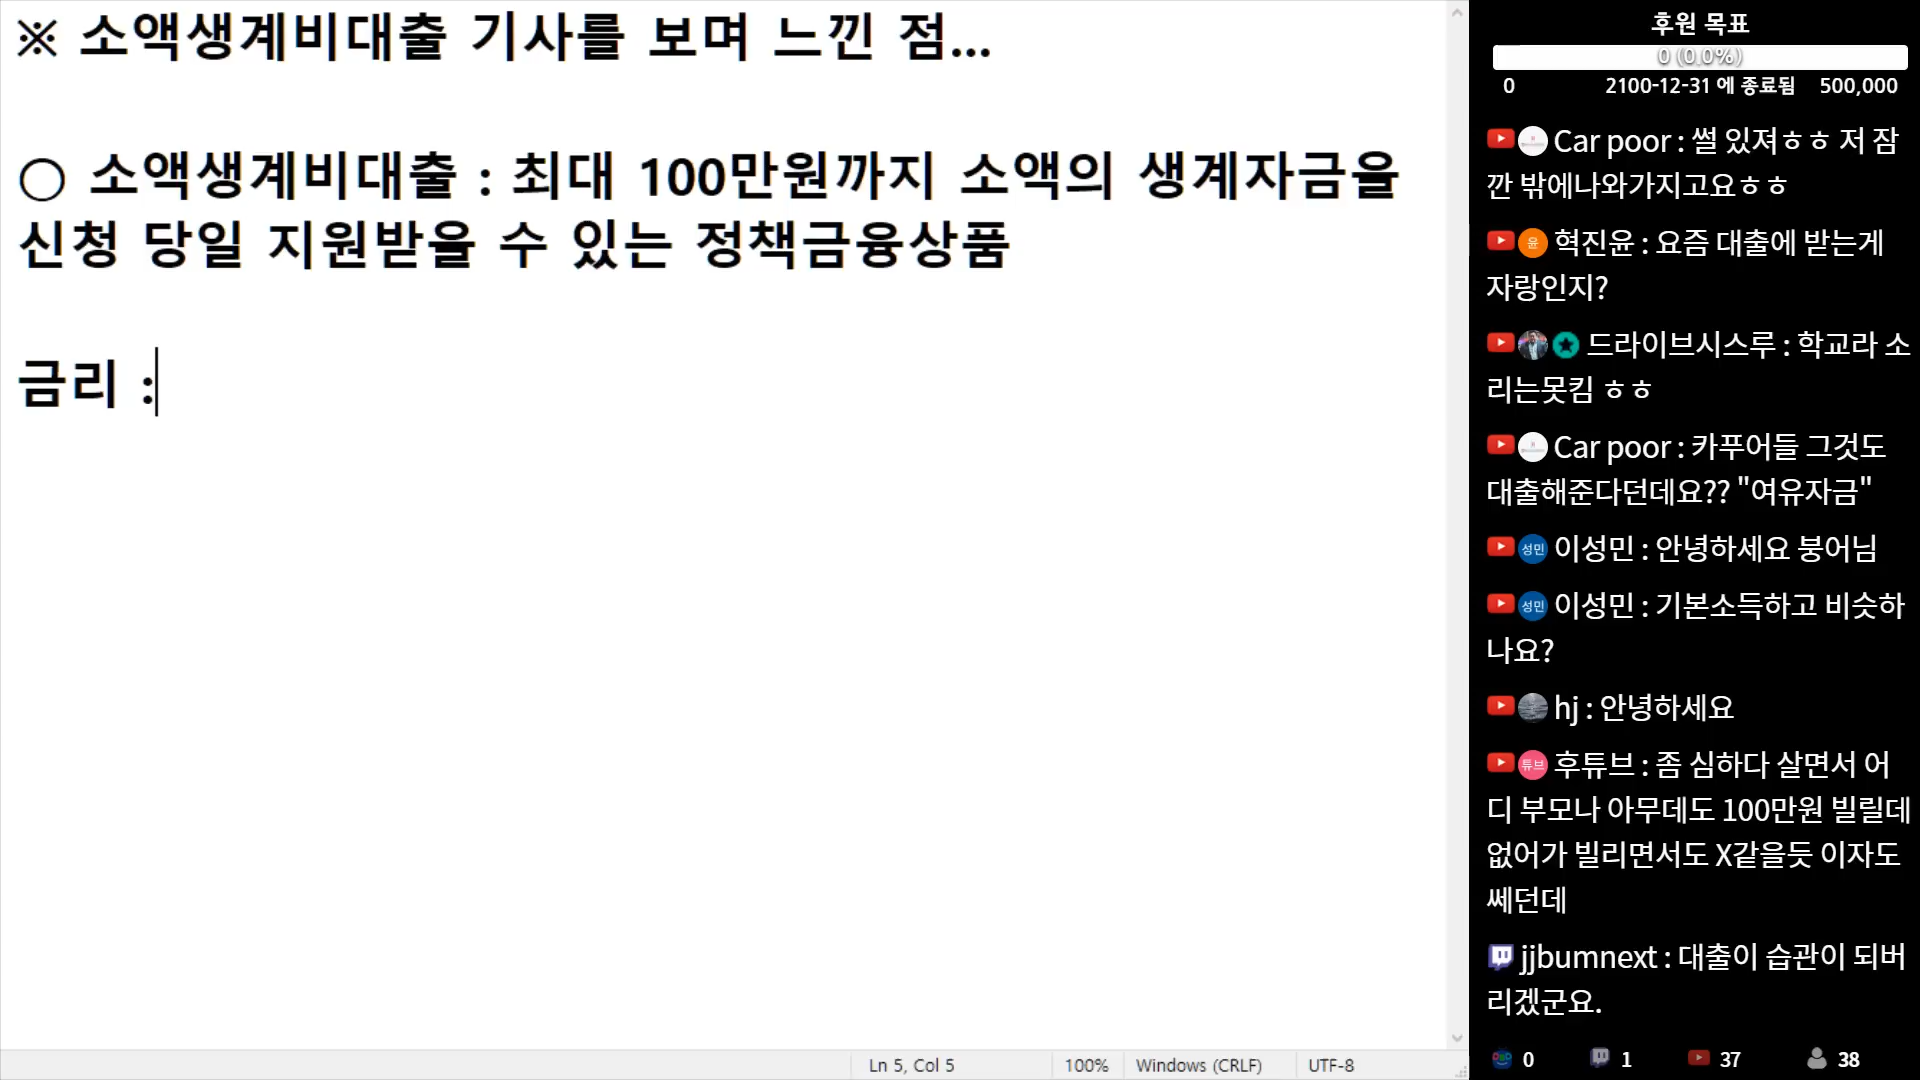 ※ 소액생계비대출 기사를 보며 느낀 점...
○ 소액생계비대출 : 최대 100만원까지 소액의 생계자금을
신청 당일 지원받을 수 있는 정책금융상품
금리 :
Ln 5, Col 5
100%
Windows (CRLF)
UTF-8
후원 목표
0 (0.0%)
0 2100-12-31 에 종료됨 500,000
Car poor : 썰 있져ㅎㅎ 저 잠
깐 밖에나와가지고요ㅎㅎ
윤 혁진윤 : 요즘 대출에 받는게
자랑인지?
드라이브시스루 : 학교라 소
리는못킴 ㅎㅎ
Car poor : 카푸어들 그것도
대출해준다던데요?? "여유자금"
성민 이성민 : 안녕하세요 붕어님
성민 이성민 : 기본소득하고 비슷하
나요?
hj : 안녕하세요
튜브 후튜브 : 좀 심하다 살면서 어
디 부모나 아무데도 100만원 빌릴데
없어가 빌리면서도 X같을듯 이자도
쎄던데
jjbumnext : 대출이 습관이 되버
리겠군요.
0 1 37 38